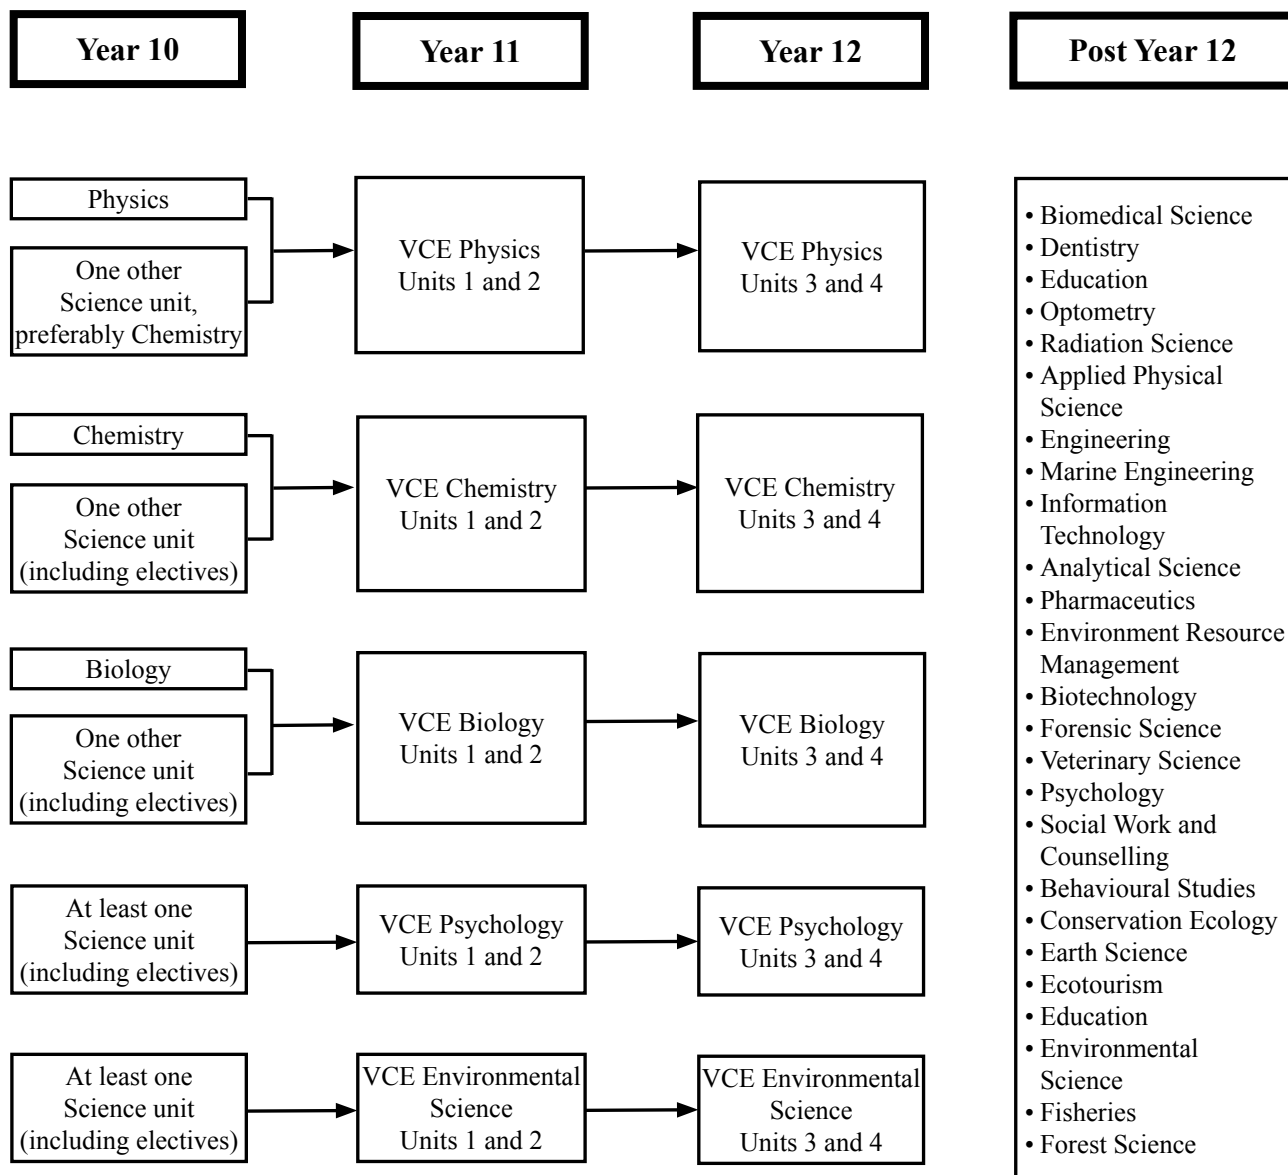 Year 10
Year 11
Year 12
Post Year 12
Physics
One other
Science unit,
preferably Chemistry
VCE Physics
Units 1 and 2
VCE Physics
Units 3 and 4
Chemistry
One other
Science unit
(including electives)
VCE Chemistry
Units 1 and 2
VCE Chemistry
Units 3 and 4
Biology
One other
Science unit
(including electives)
VCE Biology
Units 1 and 2
VCE Biology
Units 3 and 4
At least one
Science unit
(including electives)
VCE Psychology
Units 1 and 2
VCE Psychology
Units 3 and 4
At least one
Science unit
(including electives)
VCE Environmental
Science
Units 1 and 2
VCE Environmental
Science
Units 3 and 4
• Biomedical Science
• Dentistry
• Education
• Optometry
• Radiation Science
• Applied Physical
Science
• Engineering
• Marine Engineering
• Information
Technology
• Analytical Science
• Pharmaceutics
• Environment Resource
Management
• Biotechnology
• Forensic Science
• Veterinary Science
• Psychology
• Social Work and
Counselling
• Behavioural Studies
• Conservation Ecology
• Earth Science
• Ecotourism
• Education
• Environmental
Science
• Fisheries
• Forest Science